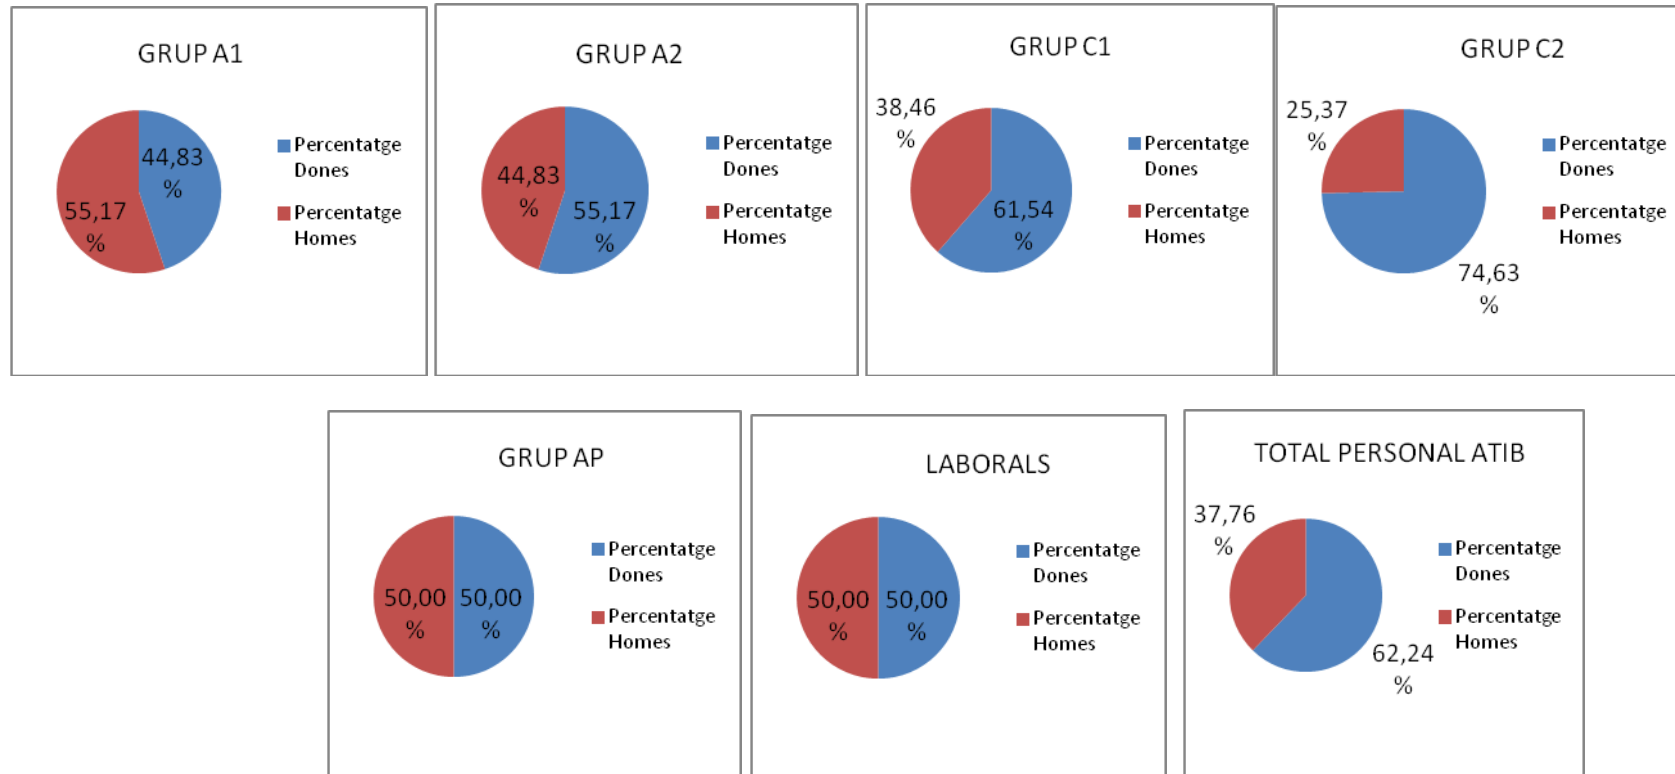 GRUP A1
44,83
%
55,17
%
Percentatge
Dones
Percentatge
Homes
GRUP A2
44,83
%
55,17
%
Percentatge
Dones
Percentatge
Homes
GRUP C1
38,46
%
61,54
%
Percentatge
Dones
Percentatge
Homes
GRUP C2
25,37
%
74,63
%
Percentatge
Dones
Percentatge
Homes
GRUP AP
50,00
%
50,00
%
Percentatge
Dones
Percentatge
Homes
LABORALS
50,00
%
50,00
%
Percentatge
Dones
Percentatge
Homes
TOTAL PERSONAL ATIB
37,76
%
62,24
%
Percentatge
Dones
Percentatge
Homes